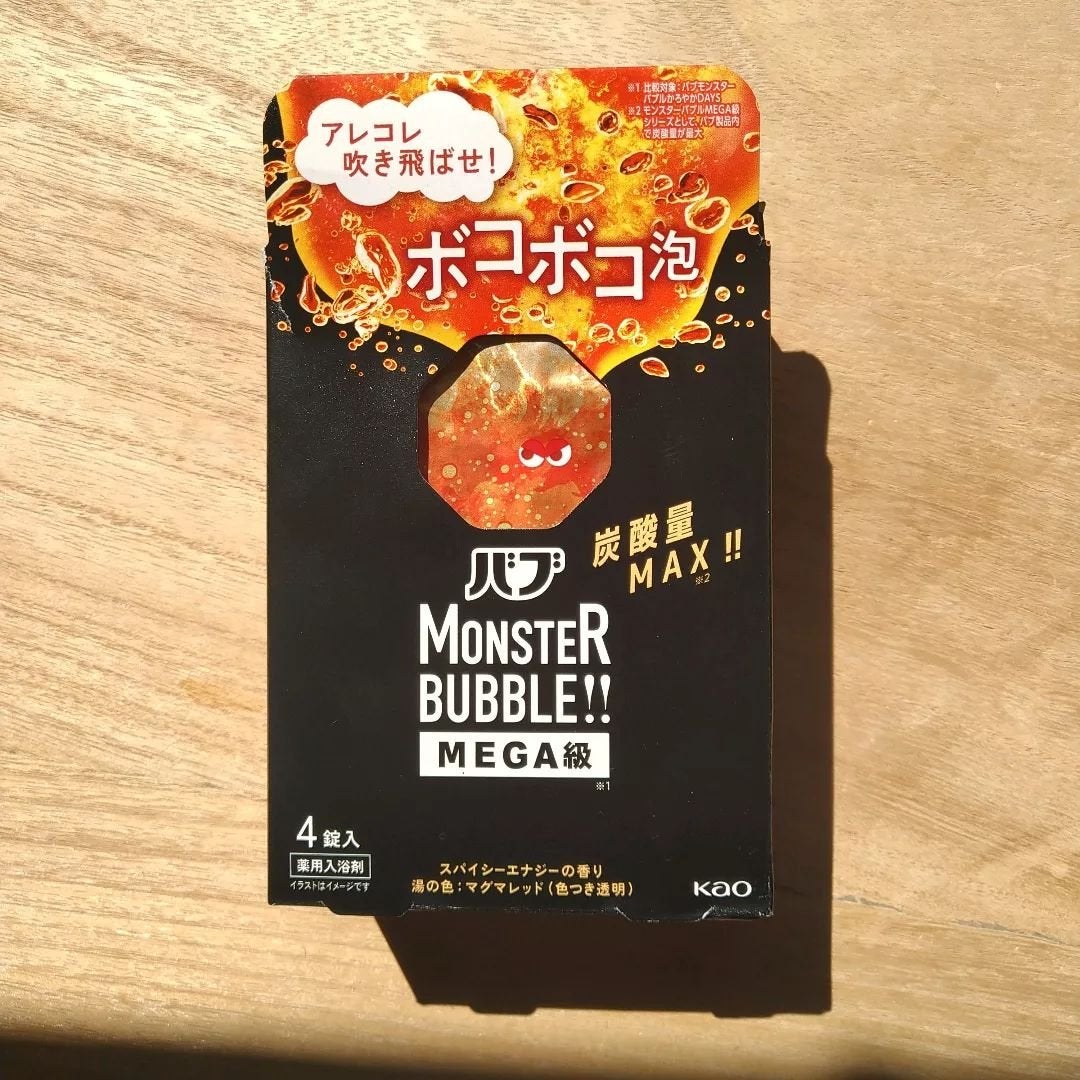 ※1 比較対象：バブモンスター
バブルかろやかDAYS
※2 モンスターバブルMEGA級
シリーズとして、バブ製品内
で炭酸量が最大
アレコレ
吹き飛ばせ！
ボコボコ泡
炭酸量
MAX!!
※2
バブ
MONSTER
BUBBLE!!
MEGA級
※1
4錠入
薬用入浴剤
イラストはイメージです
スパイシーエナジーの香り
湯の色：マグマレッド（色つき透明）
Kao